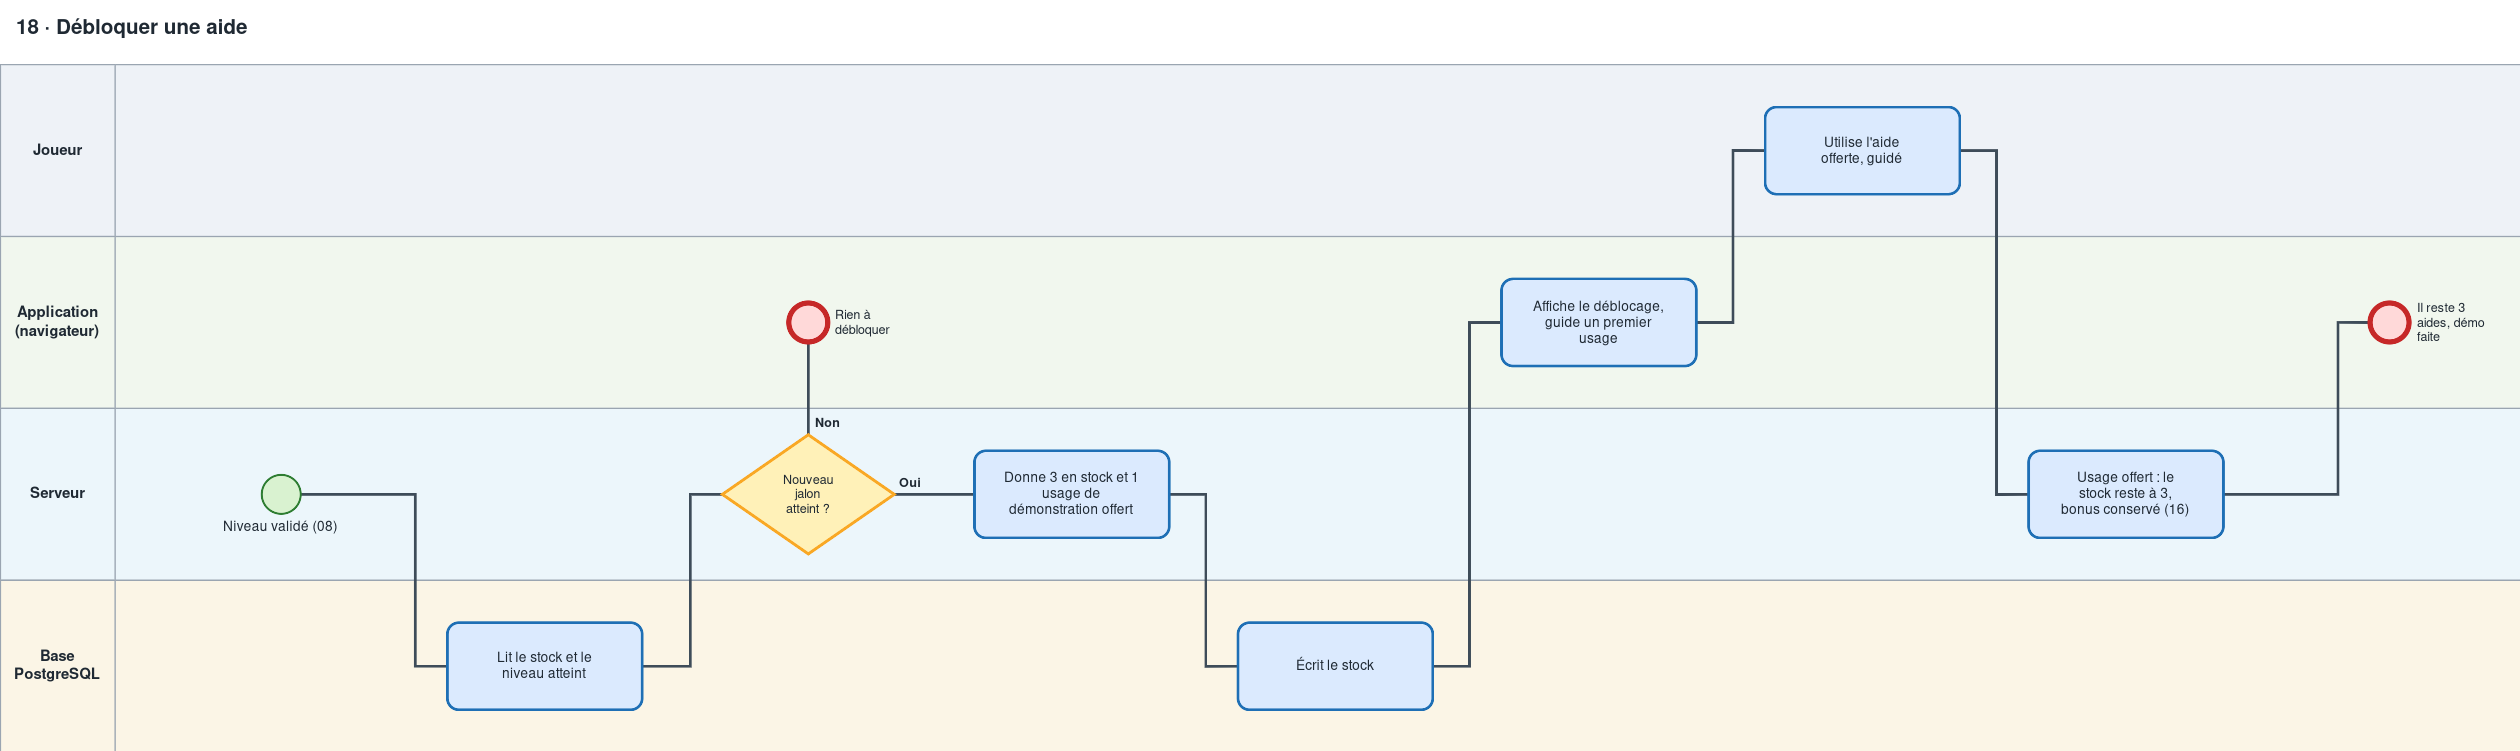 18 · Débloquer une aide
Joueur
Utilise l'aide
offerte, guidé
Application
(navigateur)
Rien à
débloquer
Affiche le déblocage,
guide un premier
usage
Il reste 3
aides, démo
faite
Serveur
Niveau validé (08)
Non
Nouveau
jalon
atteint ?
Oui
Donne 3 en stock et 1
usage de
démonstration offert
Usage offert : le
stock reste à 3,
bonus conservé (16)
Base
PostgreSQL
Lit le stock et le
niveau atteint
Écrit le stock